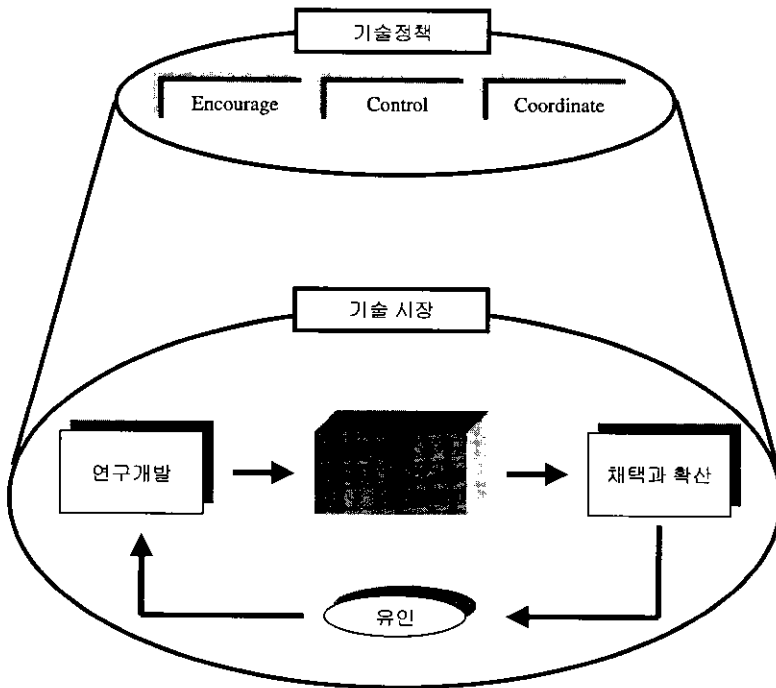 기술정책
Encourage Control Coordinate
기술 시장
연구개발 채택과 확산
유인